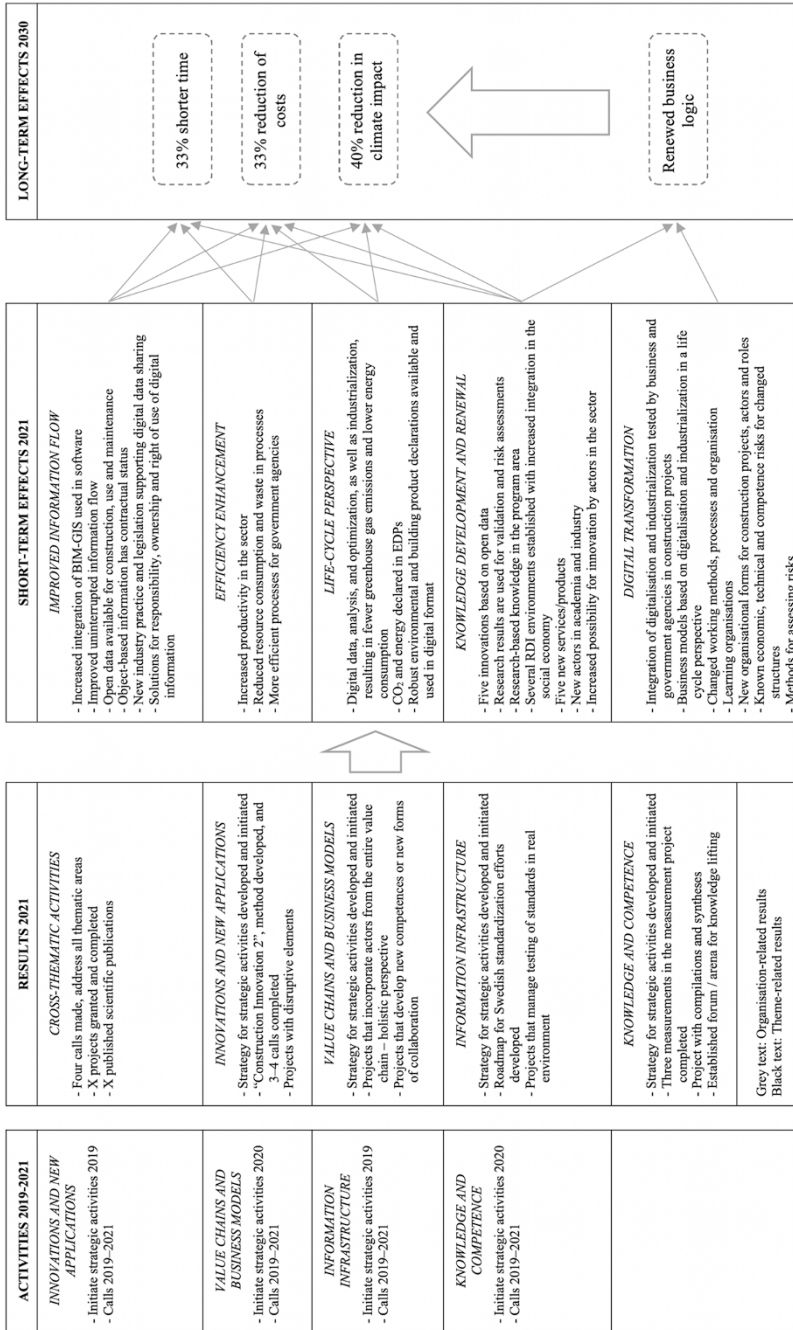 ACTIVITIES 2019-2021
INNOVATIONS AND NEW
APPLICATIONS
- Initiate strategic activities 2019
- Calls 2019–2021
VALUE CHAINS AND
BUSINESS MODELS
- Initiate strategic activities 2020
- Calls 2019–2021
INFORMATION
INFRASTRUCTURE
- Initiate strategic activities 2019
- Calls 2019–2021
KNOWLEDGE AND
COMPETENCE
- Initiate strategic activities 2020
- Calls 2019–2021
RESULTS 2021
CROSS-THEMATIC ACTIVITIES
- Four calls made, address all thematic areas
- X projects granted and completed
- X published scientific publications
INNOVATIONS AND NEW APPLICATIONS
- Strategy for strategic activities developed and initiated
- “Construction Innovation 2”, method developed, and
3–4 calls completed
- Projects with disruptive elements
VALUE CHAINS AND BUSINESS MODELS
- Strategy for strategic activities developed and initiated
- Projects that incorporate actors from the entire value
chain – holistic perspective
- Projects that develop new competences or new forms
of collaboration
INFORMATION INFRASTRUCTURE
- Strategy for strategic activities developed and initiated
- Roadmap for Swedish standardization efforts
developed
- Projects that manage testing of standards in real
environment
KNOWLEDGE AND COMPETENCE
- Strategy for strategic activities developed and initiated
- Three measurements in the measurement project
completed
- Project with compilations and syntheses
- Established forum / arena for knowledge lifting
Grey text: Organisation-related results
Black text: Theme-related results
SHORT-TERM EFFECTS 2021
IMPROVED INFORMATION FLOW
- Increased integration of BIM-GIS used in software
- Improved uninterrupted information flow
- Open data available for construction, use and maintenance
- Object-based information has contractual status
- New industry practice and legislation supporting digital data sharing
- Solutions for responsibility, ownership and right of use of digital
information
EFFICIENCY ENHANCEMENT
- Increased productivity in the sector
- Reduced resource consumption and waste in processes
- More efficient processes for government agencies
LIFE-CYCLE PERSPECTIVE
- Digital data, analysis, and optimization, as well as industrialization,
resulting in fewer greenhouse gas emissions and lower energy
consumption
- CO₂ and energy declared in EDPs
- Robust environmental and building product declarations available and
used in digital format
KNOWLEDGE DEVELOPMENT AND RENEWAL
- Five innovations based on open data
- Research results are used for validation and risk assessments
- Research-based knowledge in the program area
- Several RDI environments established with increased integration in the
social economy
- Five new services/products
- New actors in academia and industry
- Increased possibility for innovation by actors in the sector
DIGITAL TRANSFORMATION
- Integration of digitalisation and industrialization tested by business and
government agencies in construction projects
- Business models based on digitalisation and industrialization in a life
cycle perspective
- Changed working methods, processes and organisation
- Learning organisations
- New organisational forms for construction projects, actors and roles
- Known economic, technical and competence risks for changed
structures
- Methods for assessing risks
LONG-TERM EFFECTS 2030
33% shorter time
33% reduction of
costs
40% reduction in
climate impact
Renewed business
logic